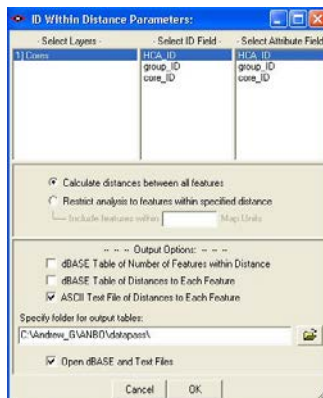 ID Within Distance Parameters:
- Select Layers - - Select ID Field - - Select Attribute Field
1) Cores HCA_ID HCA_ID
group_ID group_ID
core_ID core_ID
Calculate distances between all features
Restrict analysis to features within specified distance
Include features within Map Units
-- -- -- Output Options: -- -- --
dBASE Table of Number of Features within Distance
dBASE Table of Distances to Each Feature
ASCII Text File of Distances to Each Feature
Specify folder for output tables:
C:\Andrew_G\ANBO\datapass\
Open dBASE and Text Files
Cancel OK